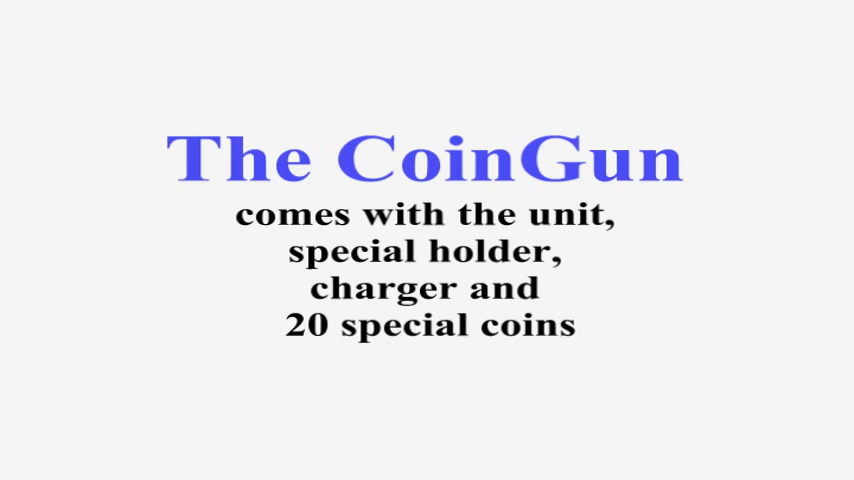 The CoinGun
comes with the unit,
special holder,
charger and
20 special coins